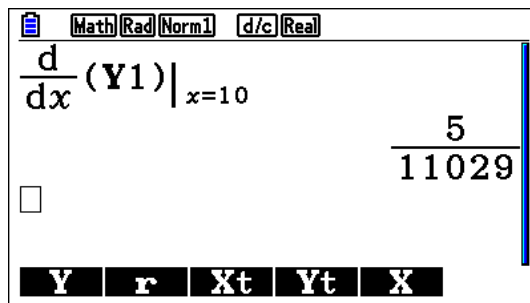 Math Rad Norm1 d/c Real
d/dx (Y1)|x=10
5/11029
Y r Xt Yt X